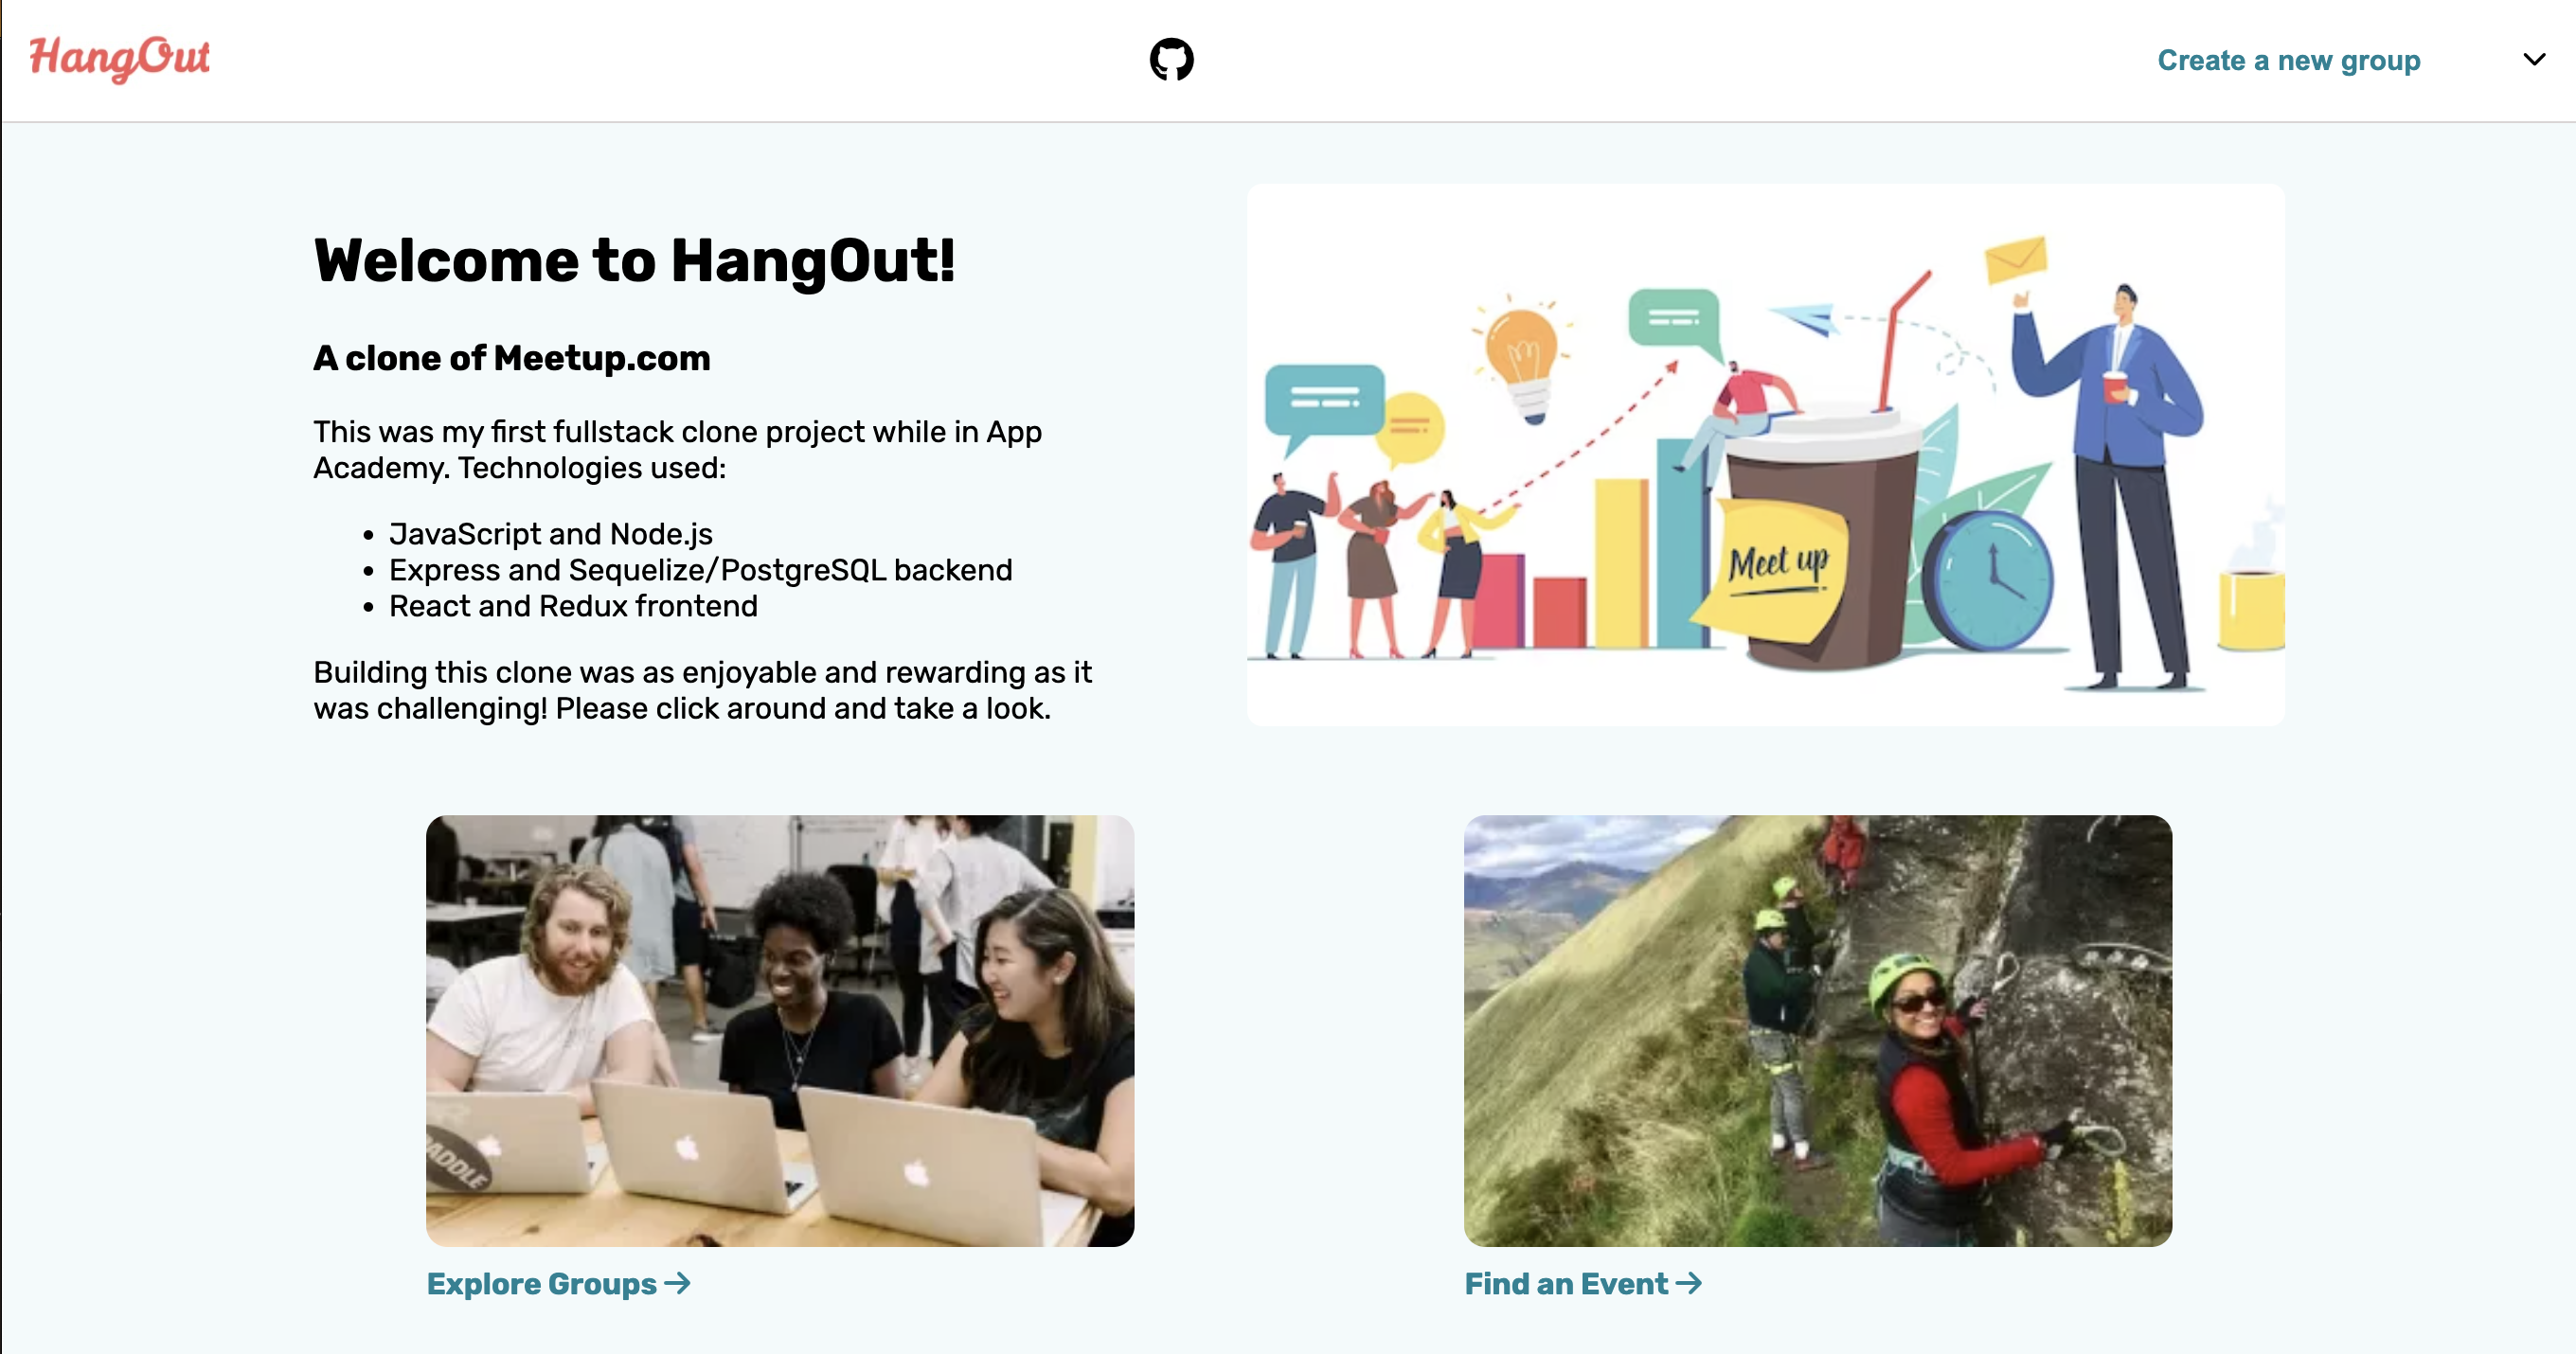 HangOut
Create a new group
Welcome to HangOut!
A clone of Meetup.com
This was my first fullstack clone project while in App
Academy. Technologies used:
• JavaScript and Node.js
• Express and Sequelize/PostgreSQL backend
• React and Redux frontend
Building this clone was as enjoyable and rewarding as it
was challenging! Please click around and take a look.
Meet up
ADDLE
Explore Groups →
Find an Event →